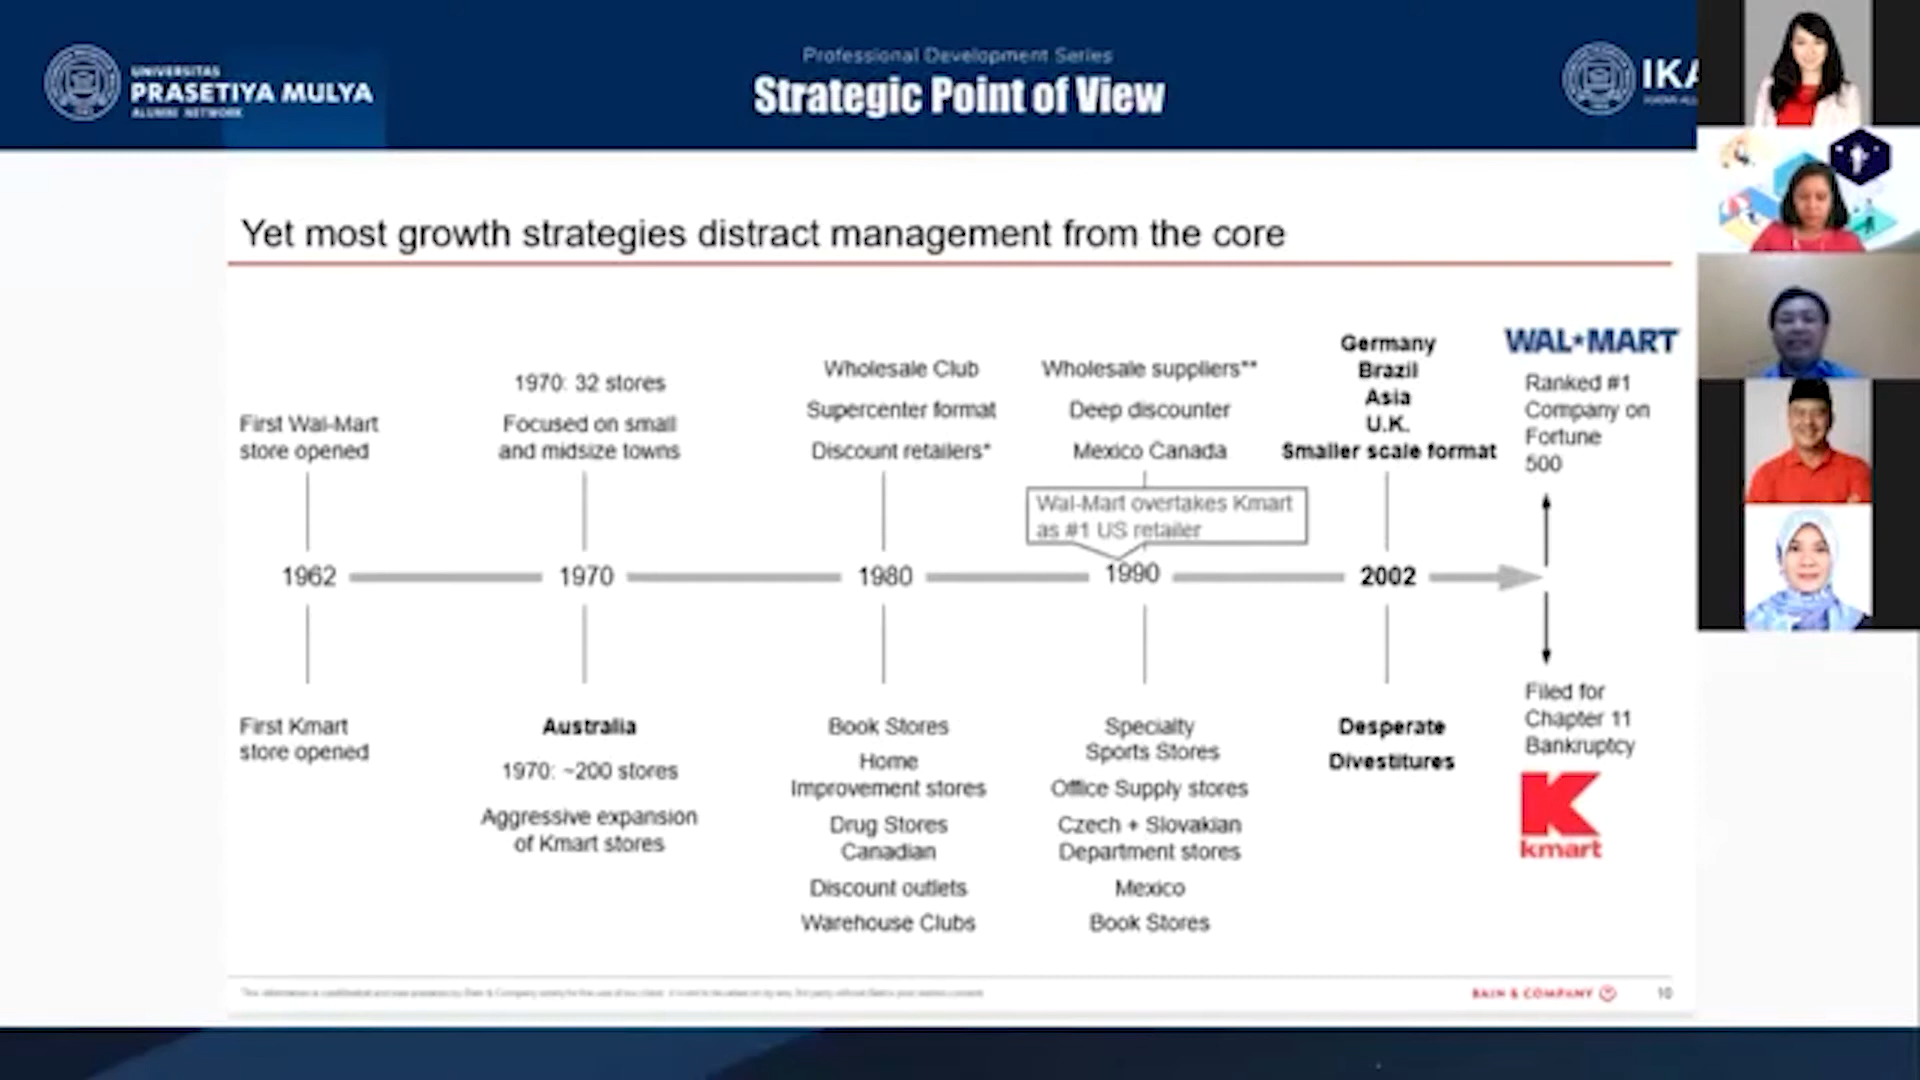 UNIVERSITAS
PRASETIYA MULYA
ALUMNI NETWORK
Professional Development Series
Strategic Point of View
IKA
Yet most growth strategies distract management from the core
First Wal-Mart
store opened
1970: 32 stores
Focused on small
and midsize towns
Wholesale Club
Supercenter format
Discount retailers*
Wholesale suppliers**
Deep discounter
Mexico Canada
Germany
Brazil
Asia
U.K.
Smaller scale format
WAL★MART
Ranked #1
Company on
Fortune
500
Wal-Mart overtakes Kmart
as #1 US retailer
1962
1970
1980
1990
2002
First Kmart
store opened
Australia
1970: ~200 stores
Aggressive expansion
of Kmart stores
Book Stores
Home
Improvement stores
Drug Stores
Canadian
Discount outlets
Warehouse Clubs
Specialty
Sports Stores
Office Supply stores
Czech + Slovakian
Department stores
Mexico
Book Stores
Desperate
Divestitures
Filed for
Chapter 11
Bankruptcy
K
kmart
BAIN & COMPANY
10